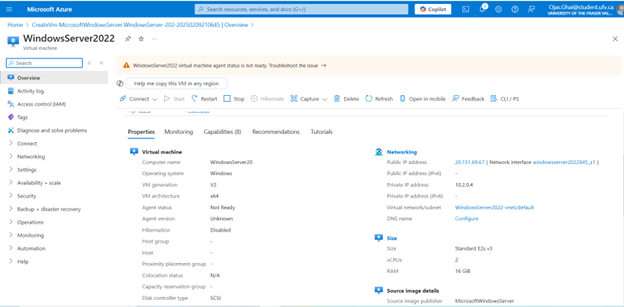 Microsoft Azure
Search resources, services, and docs (G+/)
Copilot
Ojas.Ghai@student.ufv.ca
UNIVERSITY OF THE FRASER VAL...
Home > CreateVm-MicrosoftWindowsServer.WindowsServer-202-20250209210645 | Overview >
WindowsServer2022
Virtual machine
Search
Overview
Activity log
Access control (IAM)
Tags
Diagnose and solve problems
Connect
Networking
Settings
Availability + scale
Security
Backup + disaster recovery
Operations
Monitoring
Automation
Help
WindowsServer2022 virtual machine agent status is not ready. Troubleshoot the issue →
Help me copy this VM in any region
Connect Start Restart Stop Hibernate Capture Delete Refresh Open in mobile Feedback CLI / PS
Properties Monitoring Capabilities (8) Recommendations Tutorials
Virtual machine
Computer name WindowsServer20
Operating system Windows
VM generation V2
VM architecture x64
Agent status Not Ready
Agent version Unknown
Hibernation Disabled
Host group -
Host -
Proximity placement group -
Colocation status N/A
Capacity reservation group -
Disk controller type SCSI
Networking
Public IP address 20.151.69.67 ( Network interface windowsserver2022845_z1 )
Public IP address (IPv6) -
Private IP address 10.2.0.4
Private IP address (IPv6) -
Virtual network/subnet WindowsServer2022-vnet/default
DNS name Configure
Size
Size Standard E2s v3
vCPUs 2
RAM 16 GiB
Source image details
Source image publisher MicrosoftWindowsServer